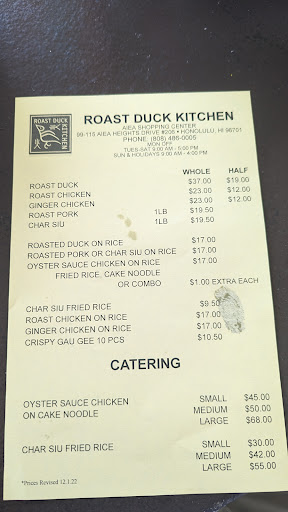 ROAST DUCK
KITCHEN
ROAST DUCK KITCHEN
AIEA SHOPPING CENTER
99-115 AIEA HEIGHTS DRIVE #200 • HONOLULU, HI 96701
PHONE: (808) 486-0005
MON OFF
TUES-SAT 9:00 AM - 5:00 PM
SUN & HOLIDAYS 9:00 AM - 4:00 PM
WHOLE HALF
ROAST DUCK $37.00 $19.00
ROAST CHICKEN $23.00 $12.00
GINGER CHICKEN $23.00 $12.00
ROAST PORK 1LB $19.50
CHAR SIU 1LB $19.50
ROASTED DUCK ON RICE $17.00
ROASTED PORK OR CHAR SIU ON RICE $17.00
OYSTER SAUCE CHICKEN ON RICE $17.00
FRIED RICE, CAKE NOODLE
OR COMBO $1.00 EXTRA EACH
CHAR SIU FRIED RICE $9.50
ROAST CHICKEN ON RICE $17.00
GINGER CHICKEN ON RICE $17.00
CRISPY GAU GEE 10 PCS $10.50
CATERING
OYSTER SAUCE CHICKEN SMALL $45.00
ON CAKE NOODLE MEDIUM $50.00
LARGE $68.00
CHAR SIU FRIED RICE SMALL $30.00
MEDIUM $42.00
LARGE $55.00
*Prices Revised 12.1.22